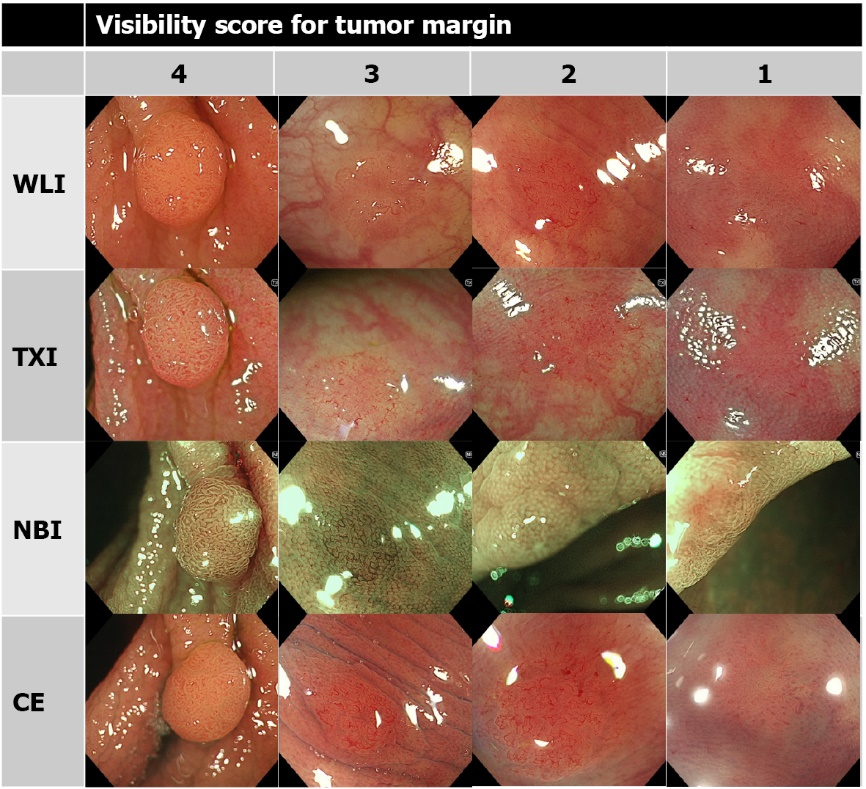 Visibility score for tumor margin
4 3 2 1
WLI
TXI
NBI
CE